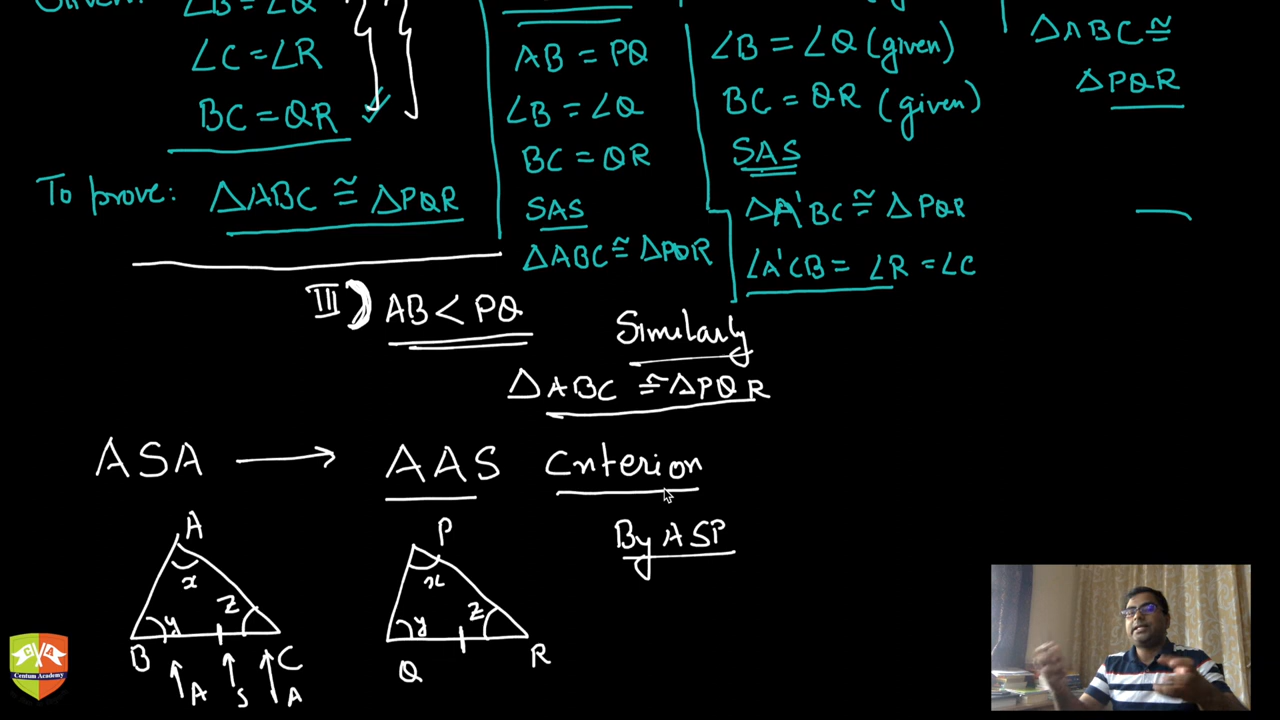 ∠B = ∠Q
∠C = ∠R
BC = QR
To prove: ΔABC ≅ ΔPQR
AB = PQ
∠B = ∠Q
BC = QR
SAS
ΔABC ≅ ΔPQR
∠B = ∠Q (given)
BC = QR (given)
SAS
ΔA'BC ≅ ΔPQR
∠A'CB = ∠R = ∠C
ΔABC ≅
ΔPQR
III) AB < PQ
Similarly
ΔABC ≅ ΔPQR
ASA → AAS Criterion
By ASP
A
x
y
z
B
C
A
S
A
P
x
y
z
Q
R
CA
Centum Academy